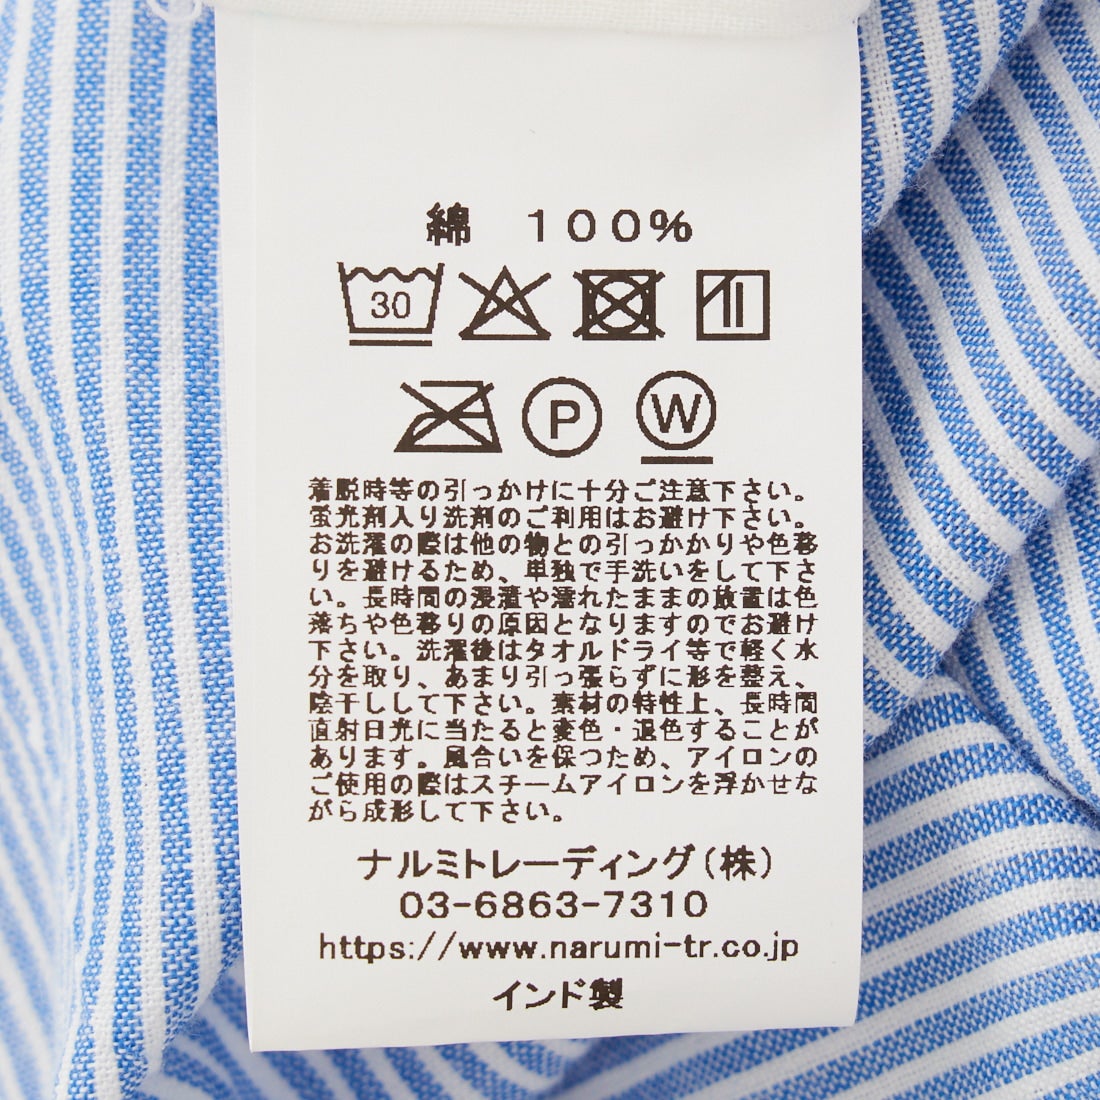 綿 100%
30
P
W
着脱時等の引っかけに十分ご注意下さい。
蛍光剤入り洗剤のご利用はお避け下さい。
お洗濯の際は他の物との引っかかりや色移
りを避けるため、単独で手洗いをして下さ
い。長時間の浸漬や濡れたままの放置は色
落ちや色移りの原因となりますのでお避け
下さい。洗濯後はタオルドライ等で軽く水
分を取り、あまり引っ張らずに形を整え、
陰干しして下さい。素材の特性上、長時間
直射日光に当たると変色・退色することが
あります。風合いを保つため、アイロンの
ご使用の際はスチームアイロンを浮かせな
がら成形して下さい。
ナルミトレーディング(株)
03-6863-7310
https://www.narumi-tr.co.jp
インド製